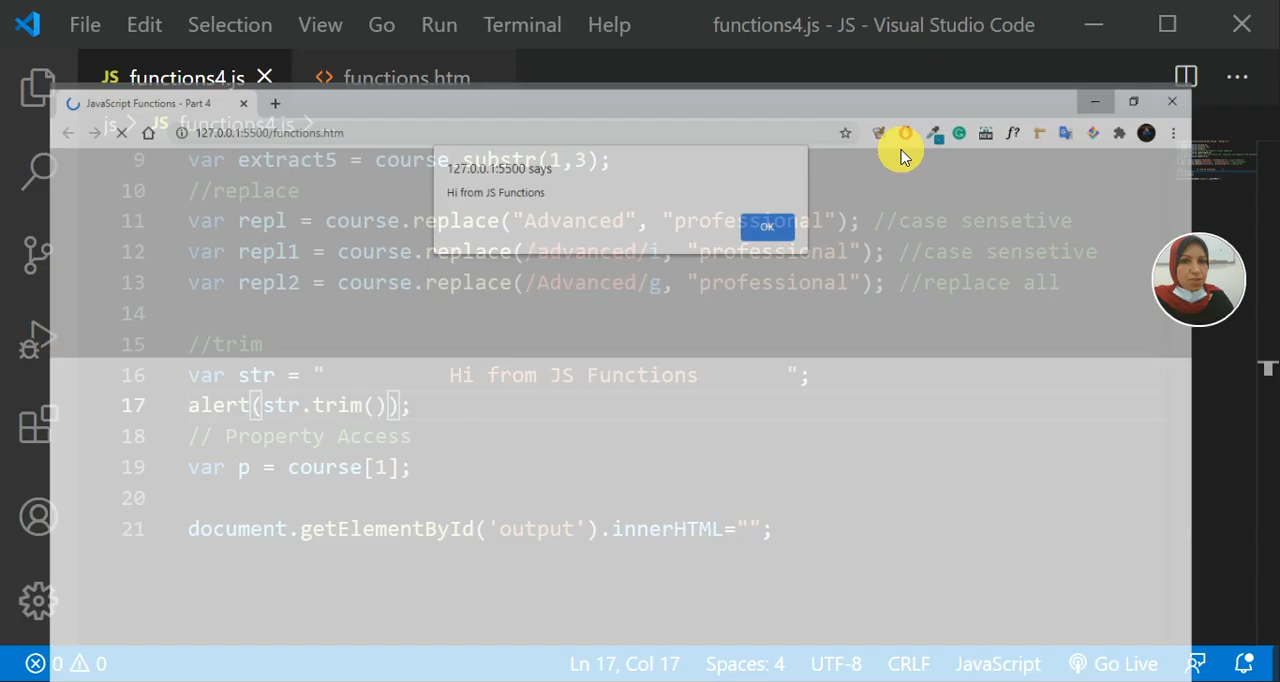 File Edit Selection View Go Run Terminal Help functions4.js - JS - Visual Studio Code
JS functions4.js <> functions.htm ...
JavaScript Functions - Part 4
js > JS functions4.js >
127.0.0.1:5500/functions.htm
NEW f?
9 var extract5 = course.substr(1,3);
127.0.0.1:5500 says
10 //replace
Hi from JS Functions
11 var repl = course.replace("Advanced", "professional"); //case sensetive
OK
12 var repl1 = course.replace(/advanced/i, "professional"); //case sensetive
13 var repl2 = course.replace(/Advanced/g, "professional"); //replace all
14
15 //trim
16 var str = " Hi from JS Functions ";
17 alert(str.trim());
18 // Property Access
19 var p = course[1];
20
21 document.getElementById('output').innerHTML="";
0 0 Ln 17, Col 17 Spaces: 4 UTF-8 CRLF JavaScript Go Live